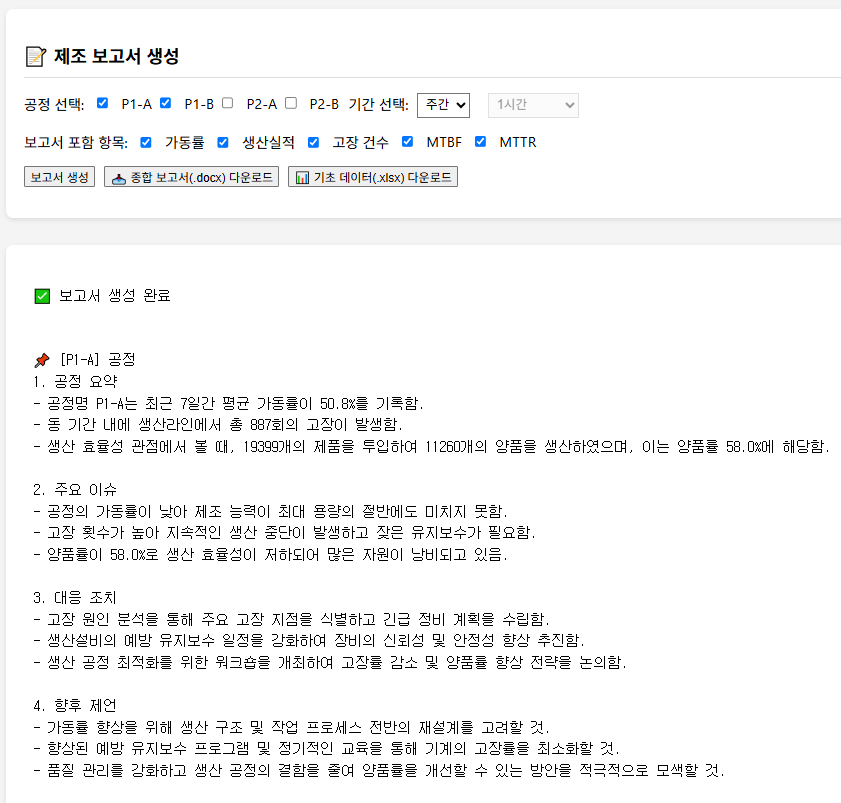 제조 보고서 생성
공정 선택: P1-A P1-B P2-A P2-B 기간 선택: 주간 1시간
보고서 포함 항목: 가동률 생산실적 고장 건수 MTBF MTTR
보고서 생성 종합 보고서(.docx) 다운로드 기초 데이터(.xlsx) 다운로드
보고서 생성 완료
[P1-A] 공정
1. 공정 요약
- 공정명 P1-A는 최근 7일간 평균 가동률이 50.8%를 기록함.
- 동 기간 내에 생산라인에서 총 887회의 고장이 발생함.
- 생산 효율성 관점에서 볼 때, 19399개의 제품을 투입하여 11260개의 양품을 생산하였으며, 이는 양품률 58.0%에 해당함.
2. 주요 이슈
- 공정의 가동률이 낮아 제조 능력이 최대 용량의 절반에도 미치지 못함.
- 고장 횟수가 높아 지속적인 생산 중단이 발생하고 잦은 유지보수가 필요함.
- 양품률이 58.0%로 생산 효율성이 저하되어 많은 자원이 낭비되고 있음.
3. 대응 조치
- 고장 원인 분석을 통해 주요 고장 지점을 식별하고 긴급 정비 계획을 수립함.
- 생산설비의 예방 유지보수 일정을 강화하여 장비의 신뢰성 및 안정성 향상 추진함.
- 생산 공정 최적화를 위한 워크숍을 개최하여 고장률 감소 및 양품률 향상 전략을 논의함.
4. 향후 제언
- 가동률 향상을 위해 생산 구조 및 작업 프로세스 전반의 재설계를 고려할 것.
- 향상된 예방 유지보수 프로그램 및 정기적인 교육을 통해 기계의 고장률을 최소화할 것.
- 품질 관리를 강화하고 생산 공정의 결함을 줄여 양품률을 개선할 수 있는 방안을 적극적으로 모색할 것.